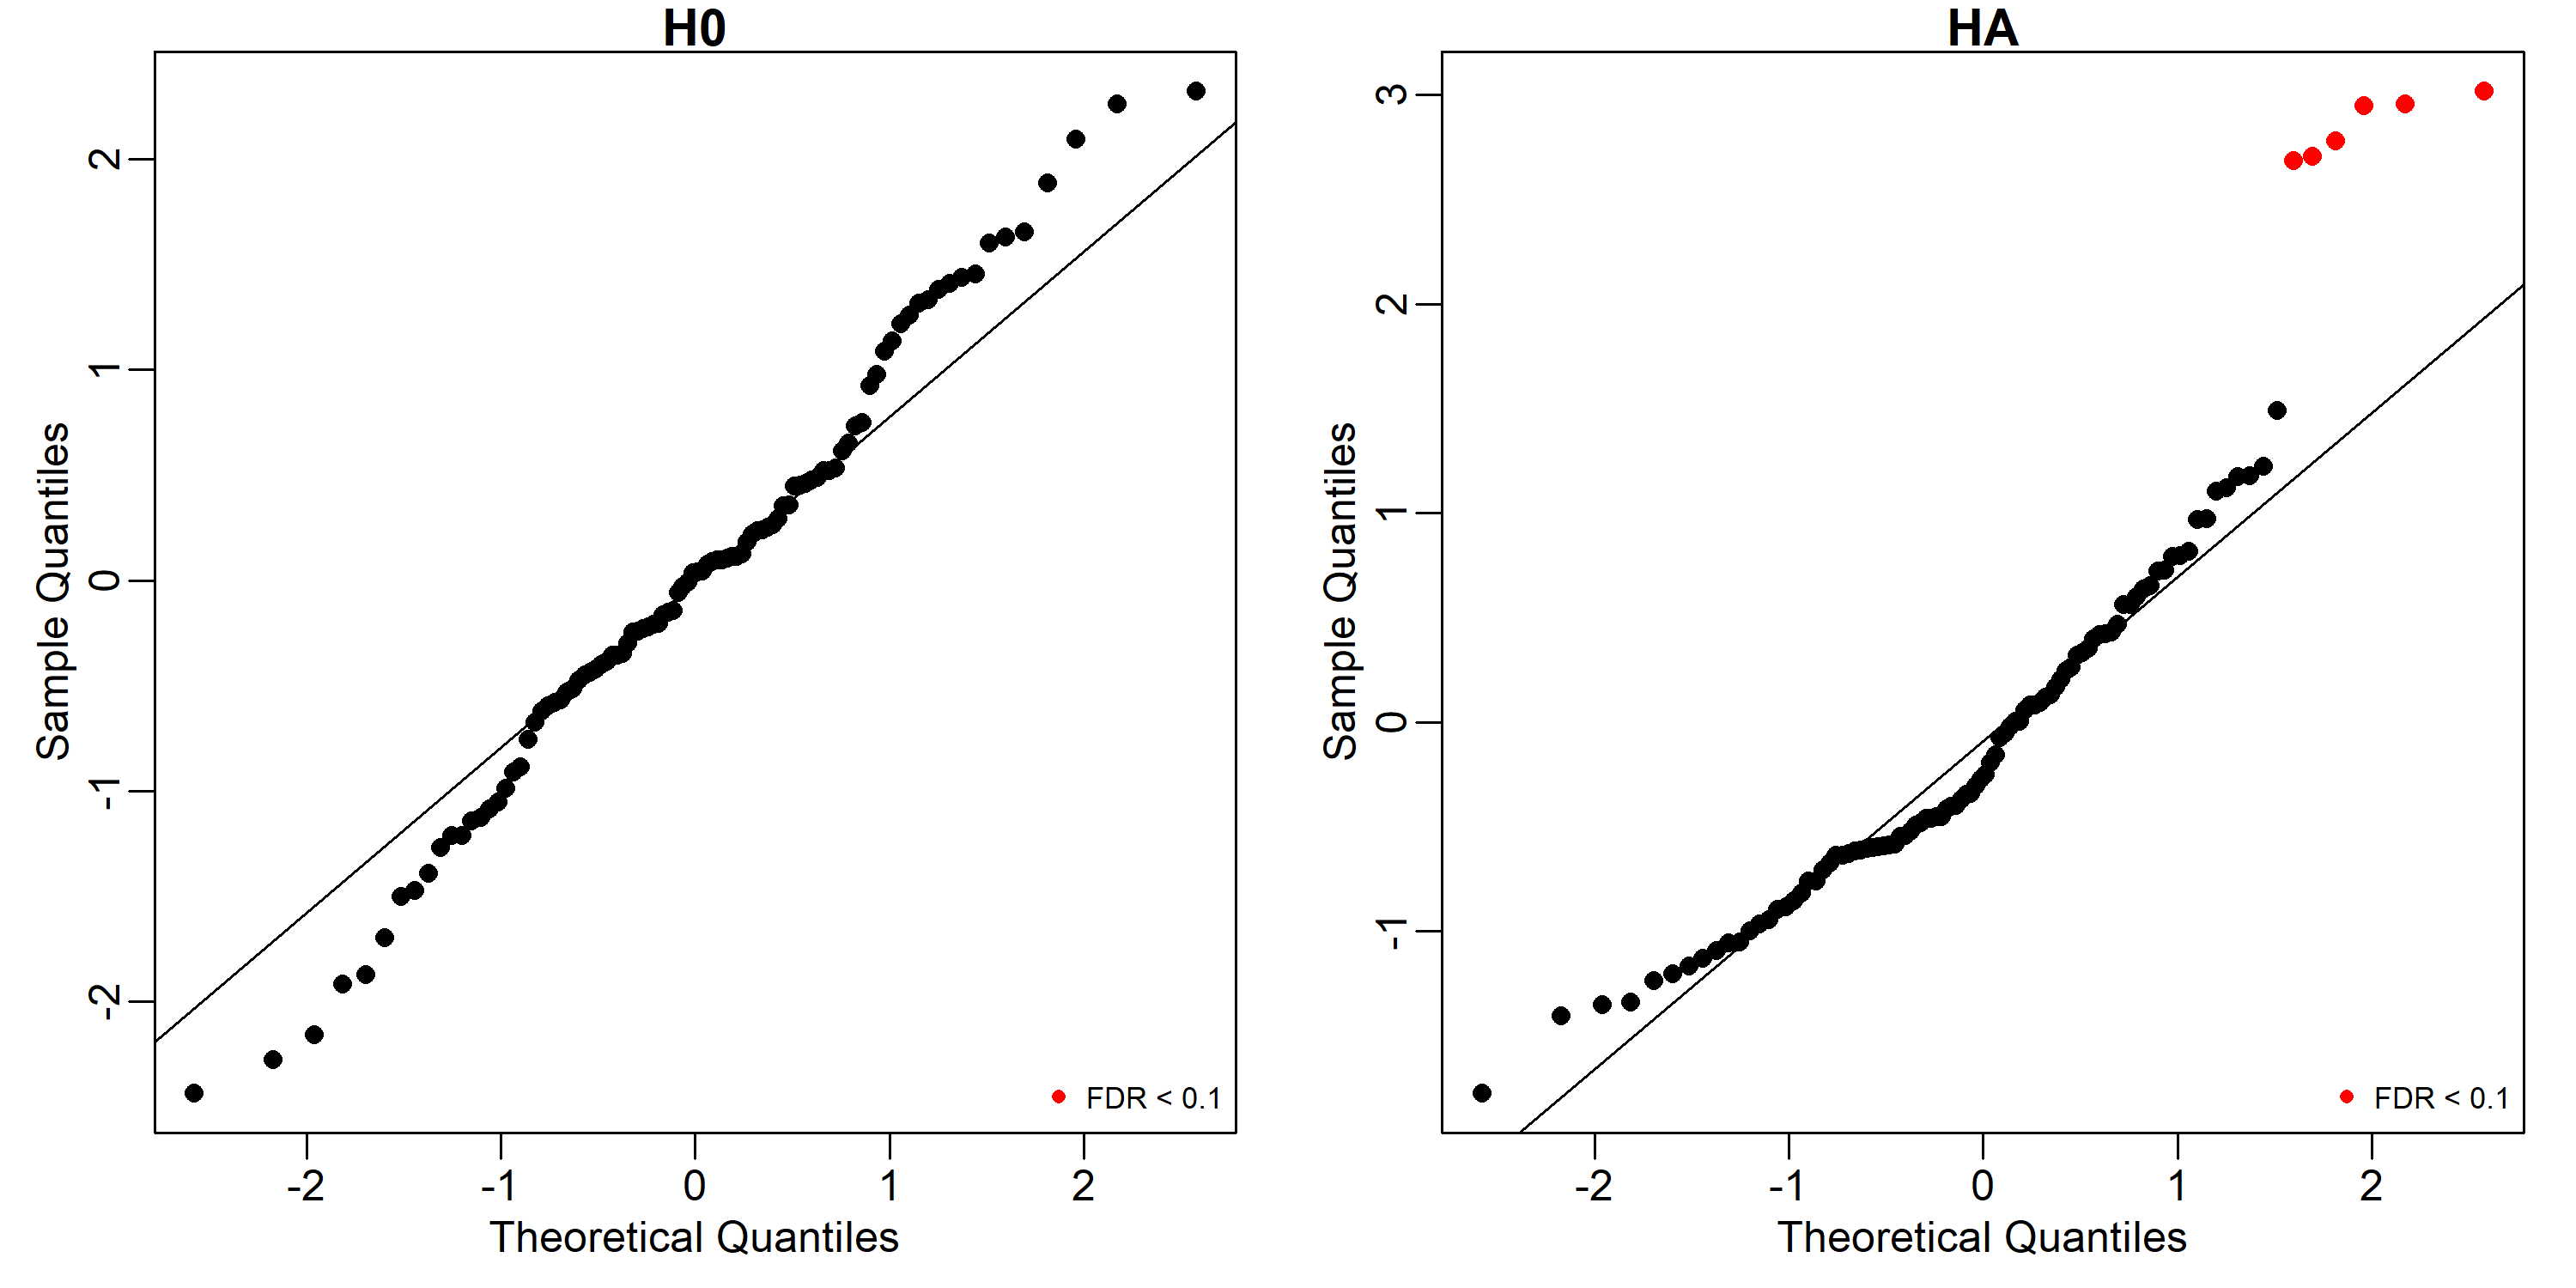 H0
Sample Quantiles
2
1
0
-1
-2
-2 -1 0 1 2
Theoretical Quantiles
FDR < 0.1
HA
Sample Quantiles
3
2
1
0
-1
-2 -1 0 1 2
Theoretical Quantiles
FDR < 0.1